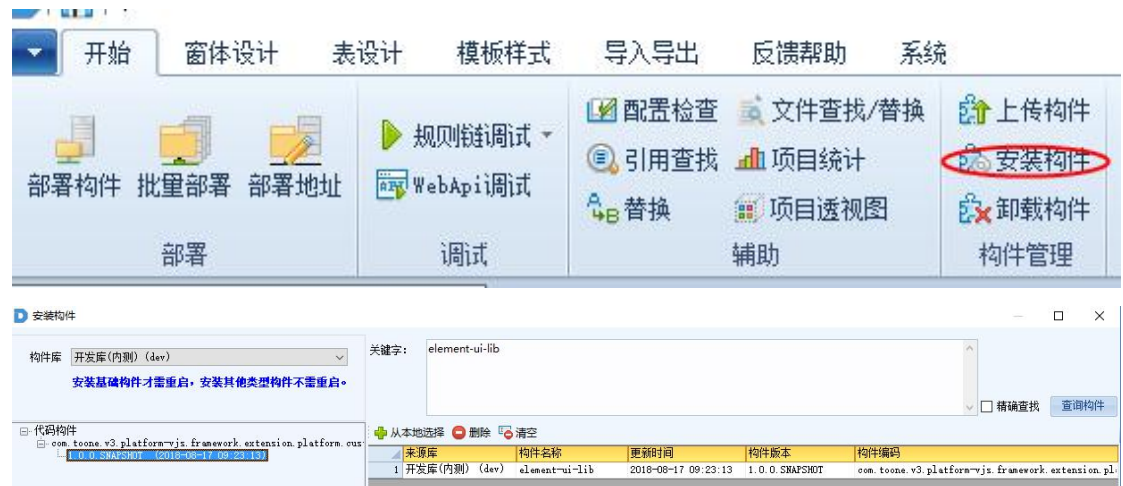 开始 窗体设计 表设计 模板样式 导入导出 反馈帮助 系统
部署构件 批量部署 部署地址
规则链调试
WebApi调试
配置检查 文件查找/替换 上传构件
引用查找 项目统计 安装构件
替换 项目透视图 卸载构件
部署 调试 辅助 构件管理
安装构件
构件库 开发库(内测) (dev)
安装基础构件才需重启，安装其他类型构件不需重启。
关键字: element-ui-lib
精确查找 查询构件
代码构件
com.toone.v3.platform-vjs.framework.extension.platform.cus
1.0.0.SNAPSHOT (2018-08-17 09:23:13)
从本地选择 删除 清空
来源库 构件名称 更新时间 构件版本 构件编码
1 开发库(内测) (dev) element-ui-lib 2018-08-17 09:23:13 1.0.0.SNAPSHOT com.toone.v3.platform-vjs.framework.extension.pl